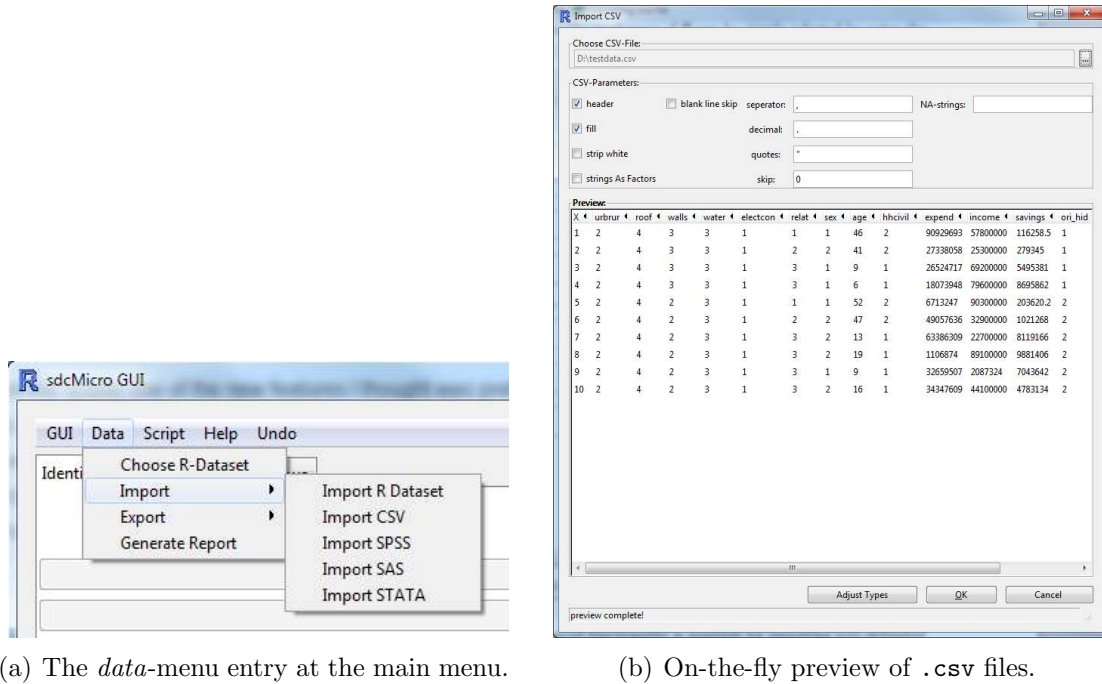 sdcMicro GUI
GUI Data Script Help Undo
Identi
Choose R-Dataset
Import
Export
Generate Report
Import R Dataset
Import CSV
Import SPSS
Import SAS
Import STATA
(a) The data-menu entry at the main menu.
Import CSV
Choose CSV-File:
D:\testdata.csv
...
CSV-Parameters:
header blank line skip seperator: , NA-strings:
fill decimal: .
strip white quotes: "
strings As Factors skip: 0
Preview:
X urbrur roof walls water electcon relat sex age hhcivil expend income savings ori_hid
1 2 4 3 3 1 1 1 46 2 90929693 57800000 116258.5 1
2 2 4 3 3 1 2 2 41 2 27338058 25300000 279345 1
3 2 4 3 3 1 3 1 9 1 26524717 69200000 5495381 1
4 2 4 3 3 1 3 1 6 1 18073948 79600000 8695862 1
5 2 4 2 3 1 1 1 52 2 6713247 90300000 203620.2 2
6 2 4 2 3 1 2 2 47 2 49057636 32900000 1021268 2
7 2 4 2 3 1 3 2 13 1 63386309 22700000 8119166 2
8 2 4 2 3 1 3 2 19 1 1106874 89100000 9881406 2
9 2 4 2 3 1 3 1 9 1 32659507 2087324 7043642 2
10 2 4 2 3 1 3 2 16 1 34347609 44100000 4783134 2
Adjust Types OK Cancel
preview complete!
(b) On-the-fly preview of .csv files.